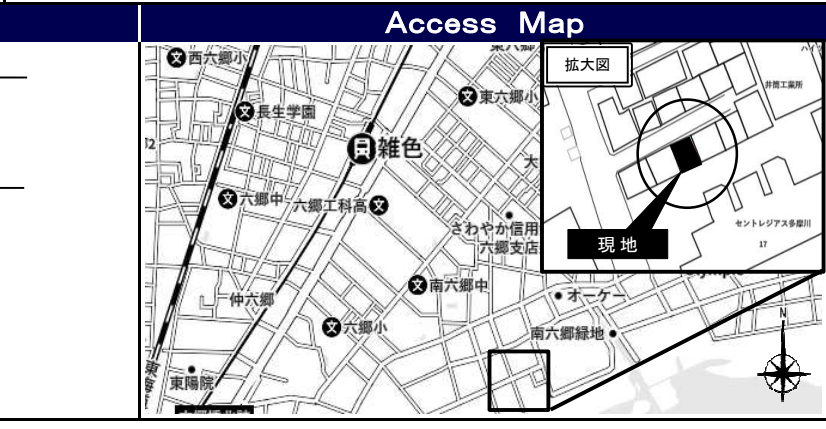 Access Map
西六郷小
長生学園
雑色
東六郷小
六郷中
六郷工科高
さわやか信用
六郷支店
大
仲六郷
南六郷中
六郷小
オーケー
南六郷緑地
東陽院
東海道
N
拡大図
井筒工業所
現地
セントレジアス多摩川
17